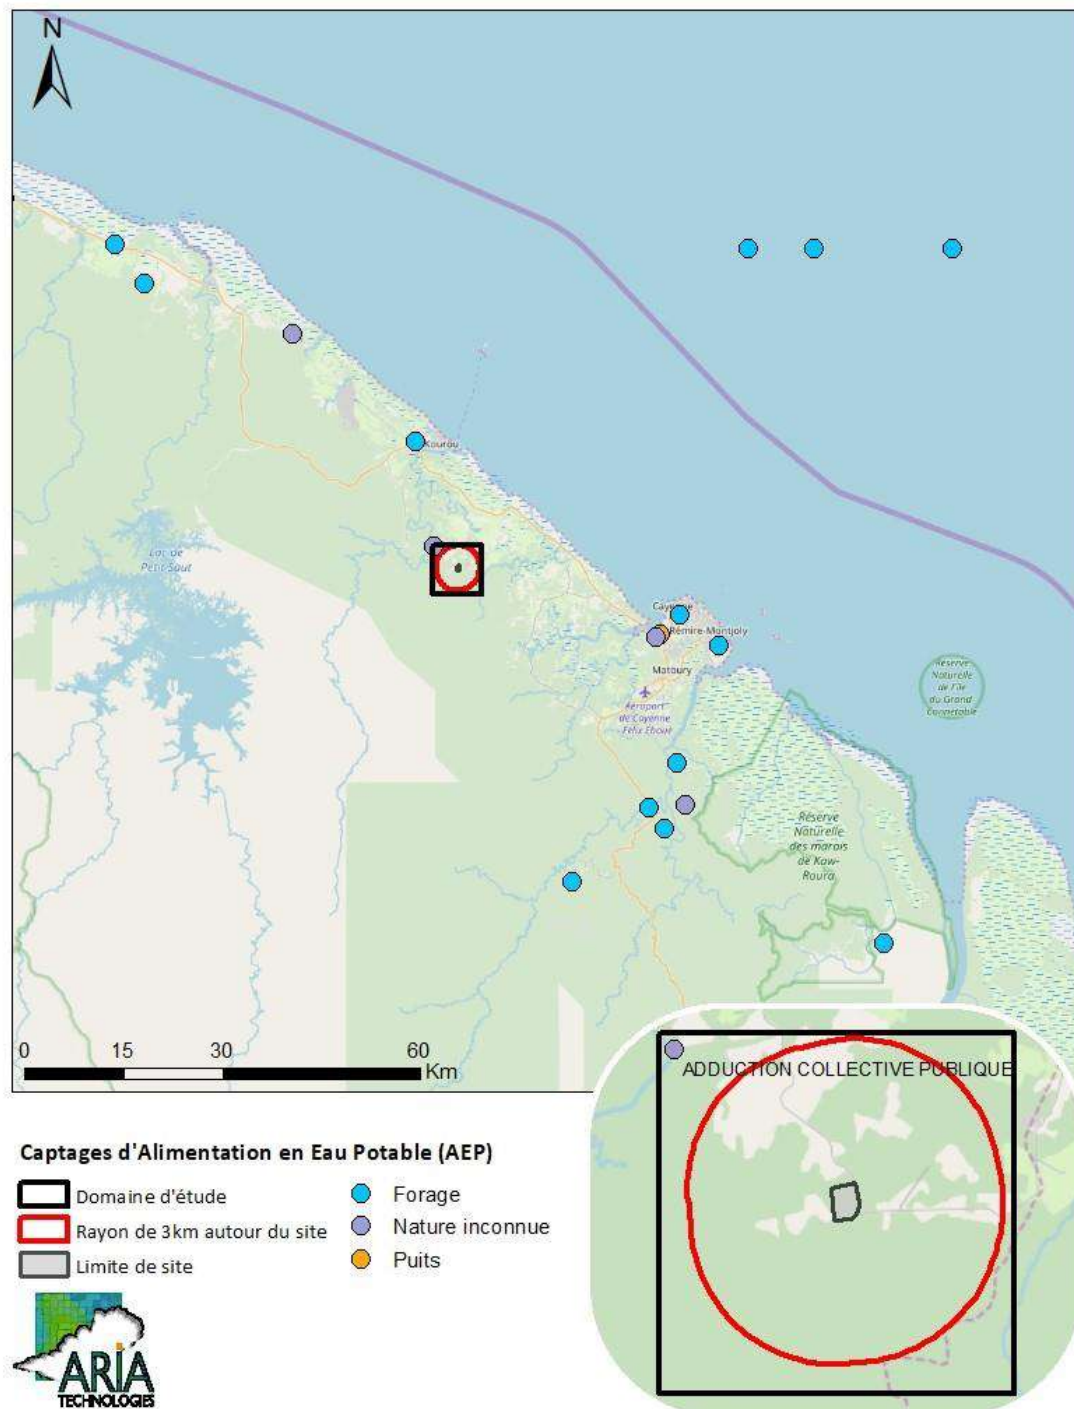 N
Kourou
Lac de
Petit Saut
Cayenne
Rémire-Montjoly
Matoury
Aéroport
de Cayenne
Félix Eboué
Réserve
Naturelle
de l'île
du Grand
Connétable
Réserve
Naturelle
des marais
de Kaw-
Roura
0 15 30 60
Km
ADDUCTION COLLECTIVE PUBLIQUE
Captages d'Alimentation en Eau Potable (AEP)
Domaine d'étude
Rayon de 3km autour du site
Limite de site
Forage
Nature inconnue
Puits
ARIA
TECHNOLOGIES